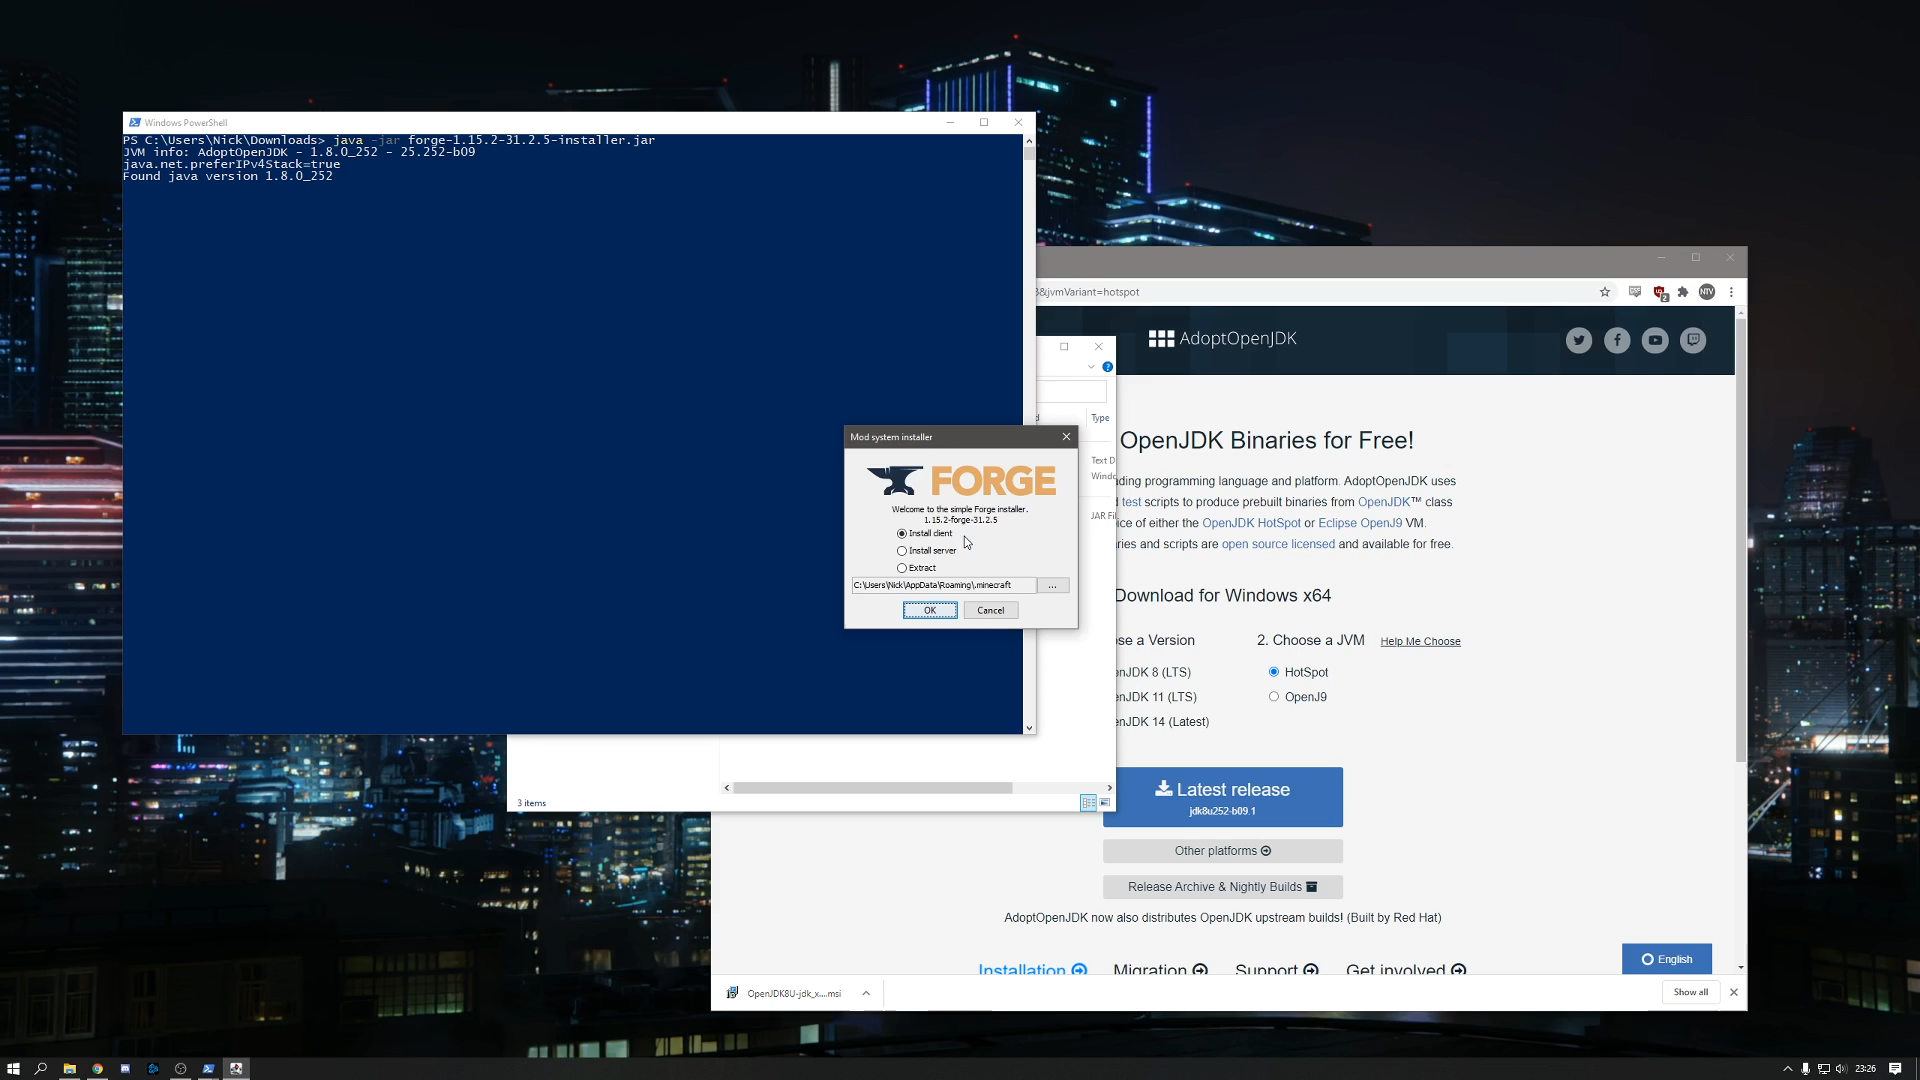 Windows PowerShell
PS C:\Users\Nick\Downloads> java -jar forge-1.15.2-31.2.5-installer.jar
JVM info: AdoptOpenJDK - 1.8.0_252 - 25.252-b09
java.net.preferIPv4Stack=true
Found java version 1.8.0_252
&jvmVariant=hotspot
NTV
2
AdoptOpenJDK
Type
Text D
Windo
JAR Fil
Mod system installer
FORGE
Welcome to the simple Forge installer.
1.15.2-forge-31.2.5
Install client
Install server
Extract
C:\Users\Nick\AppData\Roaming\.minecraft
...
OK
Cancel
OpenJDK Binaries for Free!
ding programming language and platform. AdoptOpenJDK uses
test scripts to produce prebuilt binaries from OpenJDK™ class
ice of either the OpenJDK HotSpot or Eclipse OpenJ9 VM.
ries and scripts are open source licensed and available for free.
Download for Windows x64
se a Version
2. Choose a JVM
Help Me Choose
nJDK 8 (LTS)
HotSpot
nJDK 11 (LTS)
OpenJ9
nJDK 14 (Latest)
Latest release
jdk8u252-b09.1
Other platforms
Release Archive & Nightly Builds
AdoptOpenJDK now also distributes OpenJDK upstream builds! (Built by Red Hat)
Installation
Migration
Support
Get involved
English
3 items
OpenJDK8U-jdk_x....msi
Show all
23:26